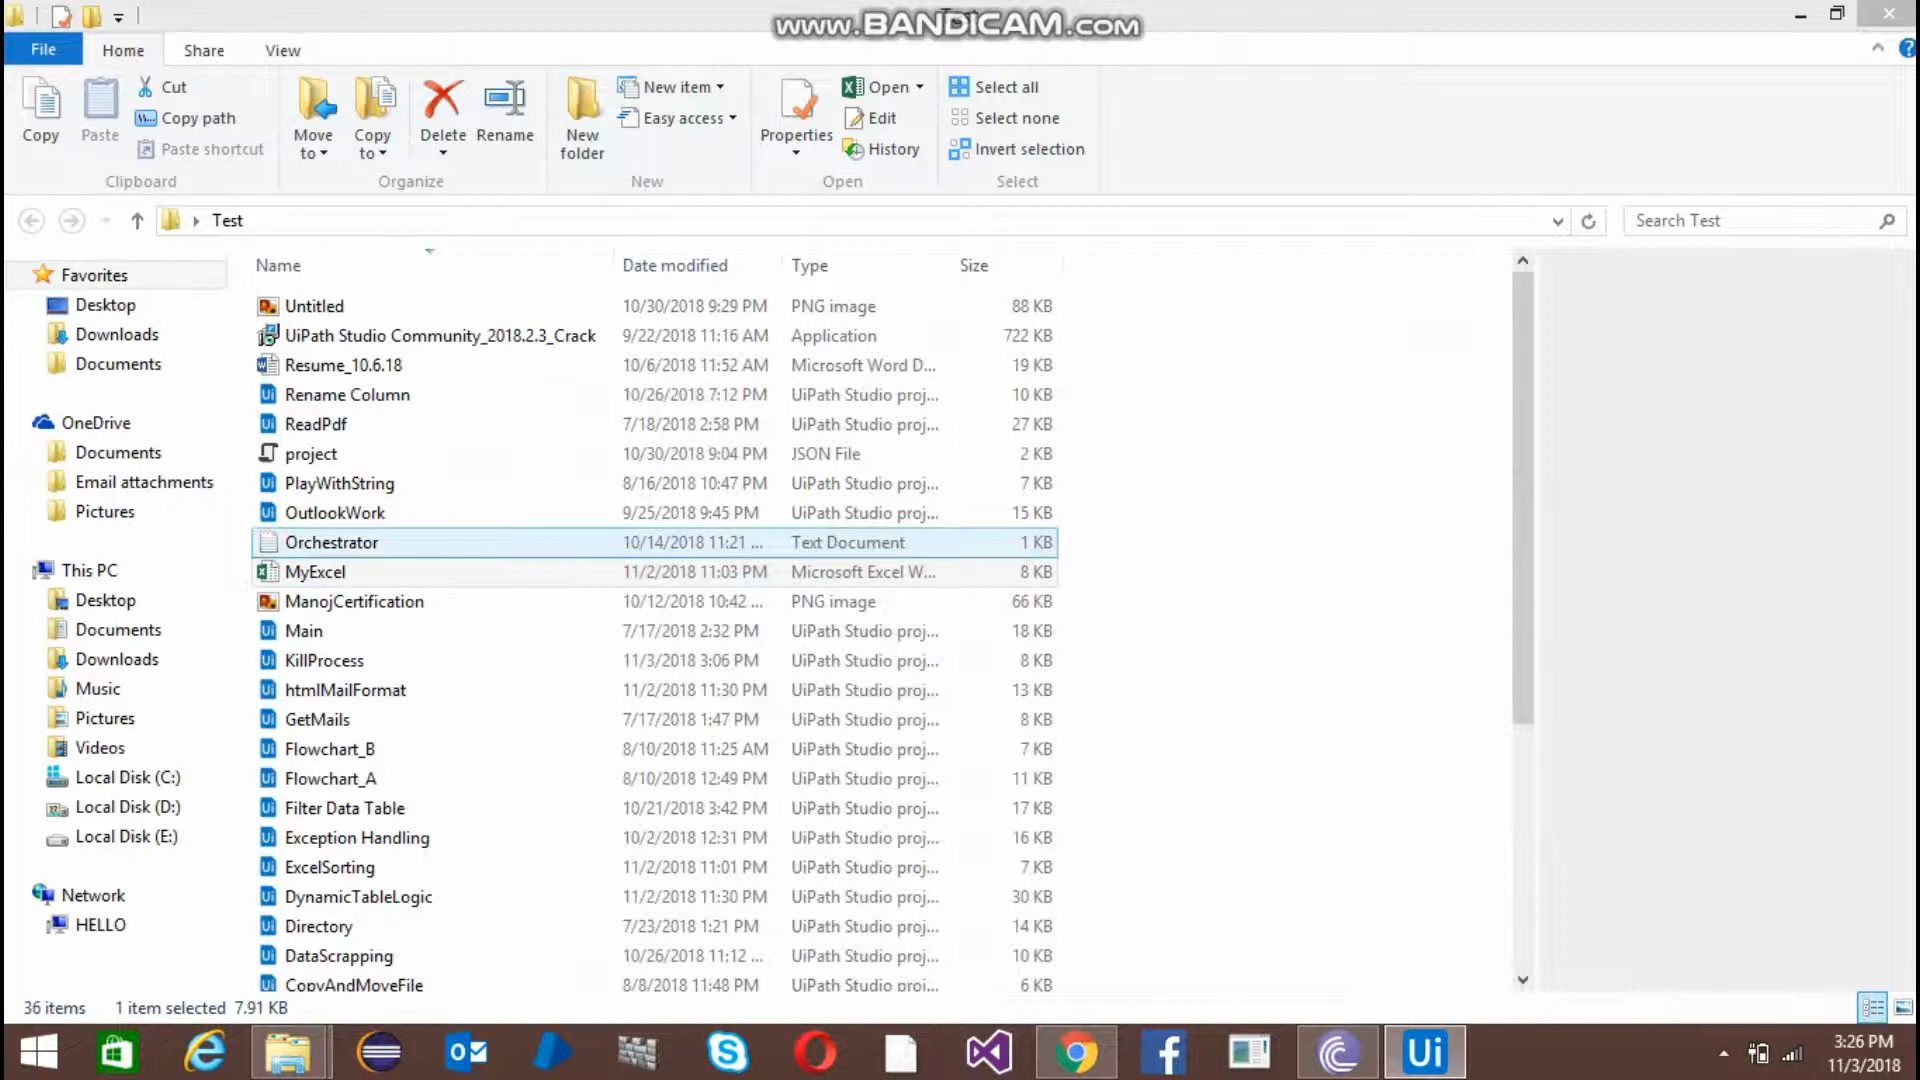 www.BANDICAM.com
File Home Share View
Copy
Paste
Cut
Copy path
Paste shortcut
Clipboard
Move to
Copy to
Delete
Rename
Organize
New folder
New item
Easy access
New
Properties
Open
Edit
History
Open
Select all
Select none
Invert selection
Select
Test
Search Test
Name Date modified Type Size
Favorites
Desktop
Downloads
Documents
OneDrive
Documents
Email attachments
Pictures
This PC
Desktop
Documents
Downloads
Music
Pictures
Videos
Local Disk (C:)
Local Disk (D:)
Local Disk (E:)
Network
HELLO
Untitled 10/30/2018 9:29 PM PNG image 88 KB
UiPath Studio Community_2018.2.3_Crack 9/22/2018 11:16 AM Application 722 KB
Resume_10.6.18 10/6/2018 11:52 AM Microsoft Word D... 19 KB
Rename Column 10/26/2018 7:12 PM UiPath Studio proj... 10 KB
ReadPdf 7/18/2018 2:58 PM UiPath Studio proj... 27 KB
project 10/30/2018 9:04 PM JSON File 2 KB
PlayWithString 8/16/2018 10:47 PM UiPath Studio proj... 7 KB
OutlookWork 9/25/2018 9:45 PM UiPath Studio proj... 15 KB
Orchestrator 10/14/2018 11:21 ... Text Document 1 KB
MyExcel 11/2/2018 11:03 PM Microsoft Excel W... 8 KB
ManojCertification 10/12/2018 10:42 ... PNG image 66 KB
Main 7/17/2018 2:32 PM UiPath Studio proj... 18 KB
KillProcess 11/3/2018 3:06 PM UiPath Studio proj... 8 KB
htmlMailFormat 11/2/2018 11:30 PM UiPath Studio proj... 13 KB
GetMails 7/17/2018 1:47 PM UiPath Studio proj... 8 KB
Flowchart_B 8/10/2018 11:25 AM UiPath Studio proj... 7 KB
Flowchart_A 8/10/2018 12:49 PM UiPath Studio proj... 11 KB
Filter Data Table 10/21/2018 3:42 PM UiPath Studio proj... 17 KB
Exception Handling 10/2/2018 12:31 PM UiPath Studio proj... 16 KB
ExcelSorting 11/2/2018 11:01 PM UiPath Studio proj... 7 KB
DynamicTableLogic 11/2/2018 11:30 PM UiPath Studio proj... 30 KB
Directory 7/23/2018 1:21 PM UiPath Studio proj... 14 KB
DataScrapping 10/26/2018 11:12 ... UiPath Studio proj... 10 KB
CopyAndMoveFile 8/8/2018 11:48 PM UiPath Studio proj... 6 KB
36 items 1 item selected 7.91 KB
Ui
3:26 PM
11/3/2018